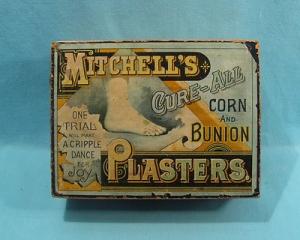 MITCHELL'S
CURE-ALL
CORN
AND
BUNION
PLASTERS.
ONE
TRIAL
WILL MAKE
A CRIPPLE
DANCE
FOR
JOY